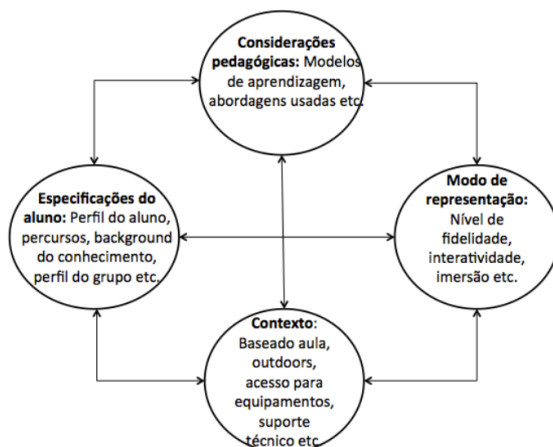 Considerações
pedagógicas: Modelos
de aprendizagem,
abordagens usadas etc.
Especificações do
aluno: Perfil do aluno,
percursos, background
do conhecimento,
perfil do grupo etc.
Modo de
representação:
Nível de
fidelidade,
interatividade,
imersão etc.
Contexto:
Baseado aula,
outdoors,
acesso para
equipamentos,
suporte
técnico etc